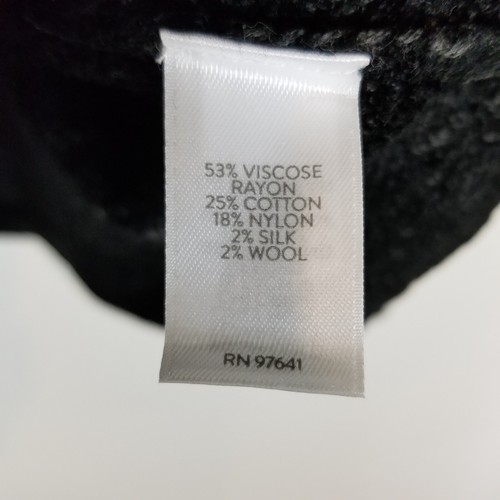 53% VISCOSE
RAYON
25% COTTON
18% NYLON
2% SILK
2% WOOL
RN 97641